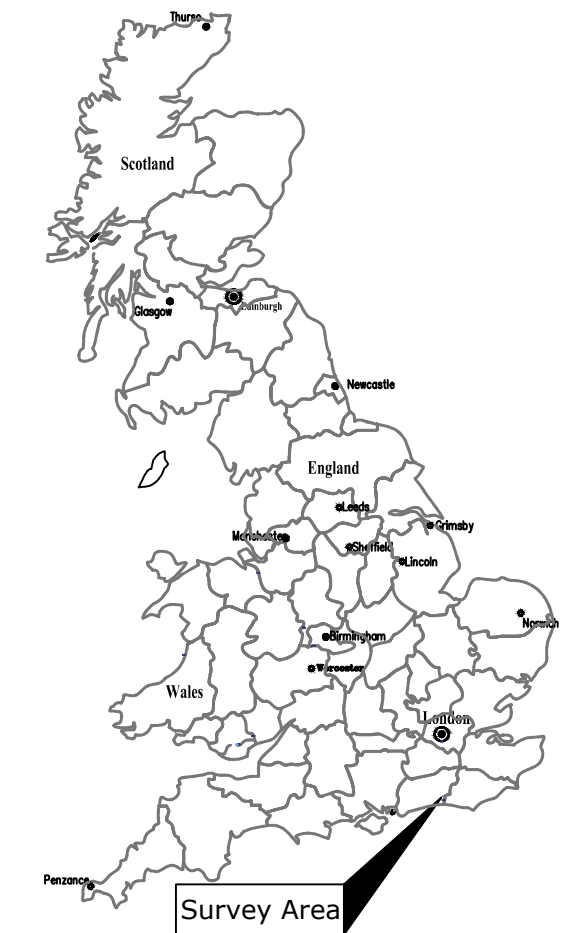 Thurso
Scotland
Edinburgh
Glasgow
Newcastle
England
Leeds
Grimsby
Manchester
Sheffield
Lincoln
Norwich
Birmingham
Worcester
Wales
London
Penzance
Survey Area